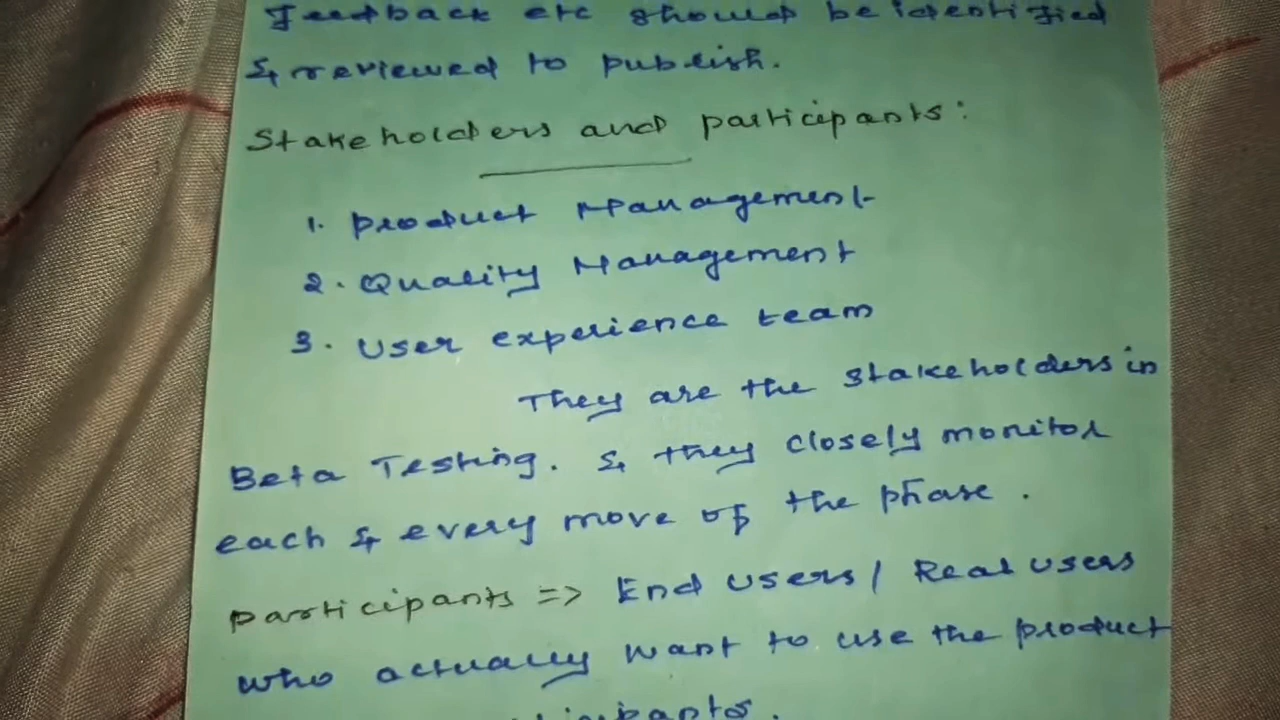 Feedback etc should be identified
& reviewed to publish.
Stakeholders and participants:
1. Product Management
2. Quality Management
3. User experience team
They are the stakeholders in
Beta Testing. & they closely monitor
each & every move of the phase.
participants => End users/ Real users
who actually want to use the product